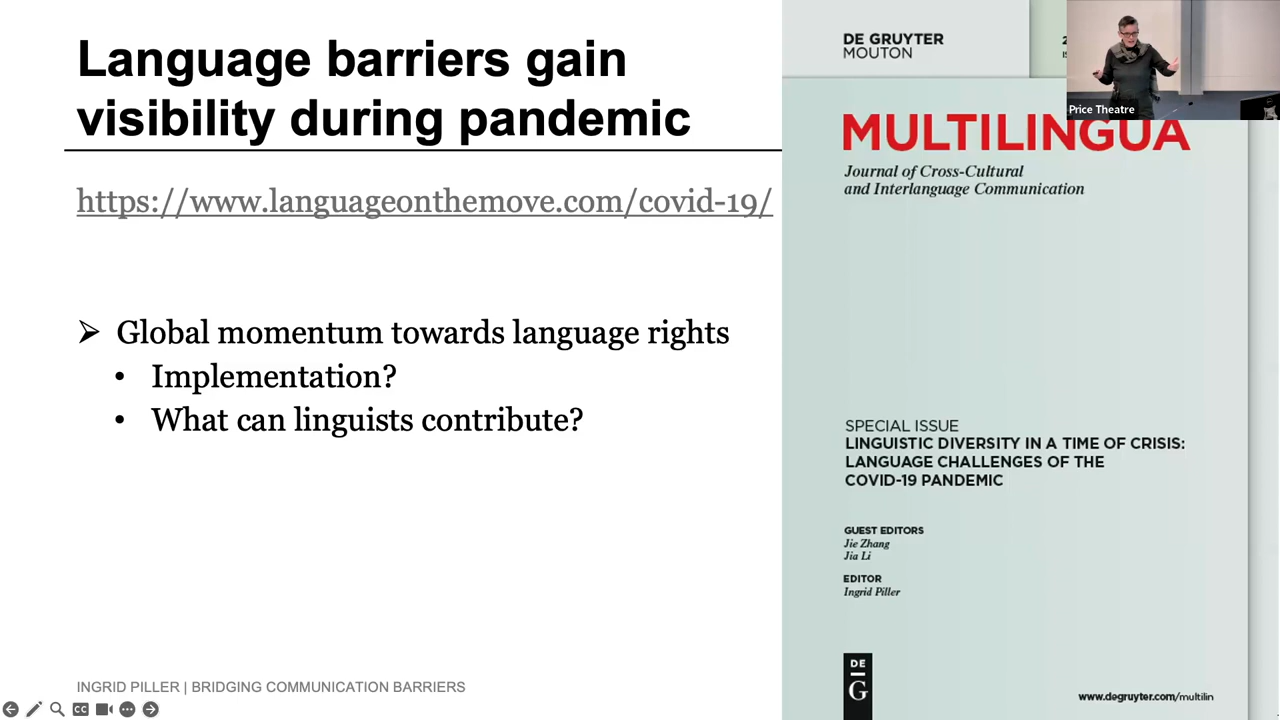 Language barriers gain
visibility during pandemic
https://www.languageonthemove.com/covid-19/
➢ Global momentum towards language rights
• Implementation?
• What can linguists contribute?
INGRID PILLER | BRIDGING COMMUNICATION BARRIERS
CC
DE GRUYTER
MOUTON
Price Theatre
MULTILINGUA
Journal of Cross-Cultural
and Interlanguage Communication
SPECIAL ISSUE
LINGUISTIC DIVERSITY IN A TIME OF CRISIS:
LANGUAGE CHALLENGES OF THE
COVID-19 PANDEMIC
GUEST EDITORS
Jie Zhang
Jia Li
EDITOR
Ingrid Piller
DE
G
www.degruyter.com/multilin